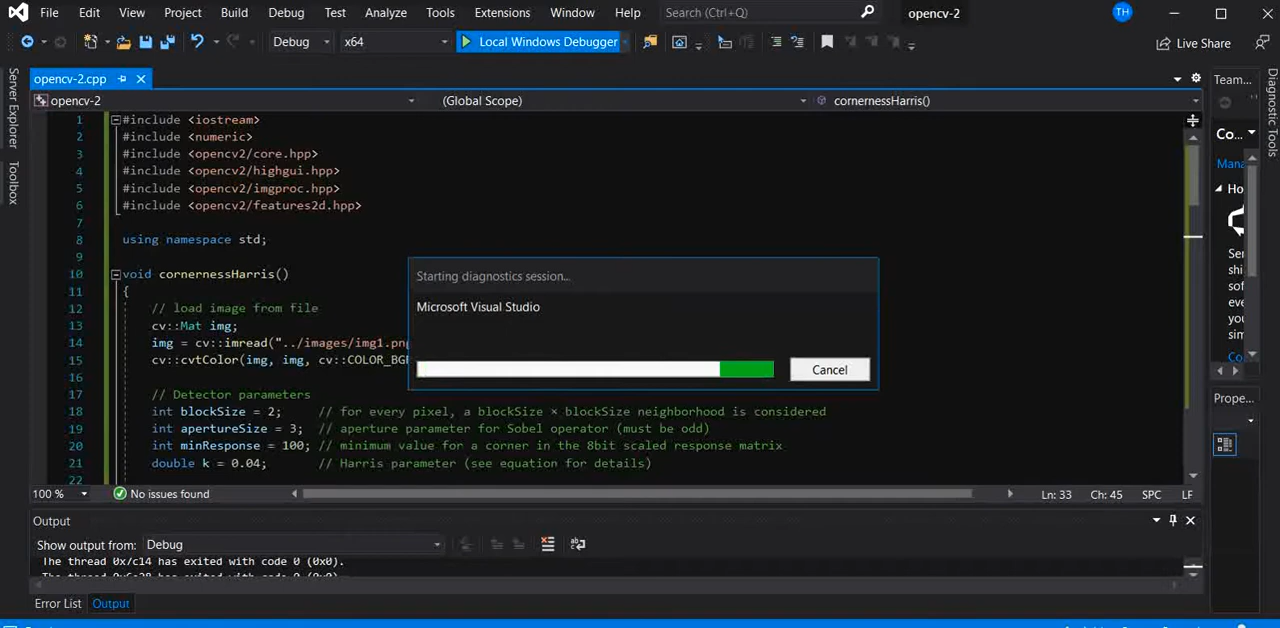 File Edit View Project Build Debug Test Analyze Tools Extensions Window Help Search (Ctrl+Q) opencv-2 TH
Debug x64 Local Windows Debugger Live Share
opencv-2.cpp Team...
opencv-2 (Global Scope) cornernessHarris()
Server Explorer
Toolbox
Diagnostic Tools
1 #include <iostream>
2 #include <numeric>
3 #include <opencv2/core.hpp>
4 #include <opencv2/highgui.hpp>
5 #include <opencv2/imgproc.hpp>
6 #include <opencv2/features2d.hpp>
7
8 using namespace std;
9
10 void cornernessHarris()
11 {
12 // load image from file
13 cv::Mat img;
14 img = cv::imread("../images/img1.png
15 cv::cvtColor(img, img, cv::COLOR_BG
16
17 // Detector parameters
18 int blockSize = 2; // for every pixel, a blockSize × blockSize neighborhood is considered
19 int apertureSize = 3; // aperture parameter for Sobel operator (must be odd)
20 int minResponse = 100; // minimum value for a corner in the 8bit scaled response matrix
21 double k = 0.04; // Harris parameter (see equation for details)
22
Starting diagnostics session...
Microsoft Visual Studio
Cancel
Co...
Mana
Ho
Ser
shi
sof
eve
you
sim
Co
Prope...
100 % No issues found Ln: 33 Ch: 45 SPC LF
Output
Show output from: Debug
The thread 0x7c14 has exited with code 0 (0x0).
Error List Output